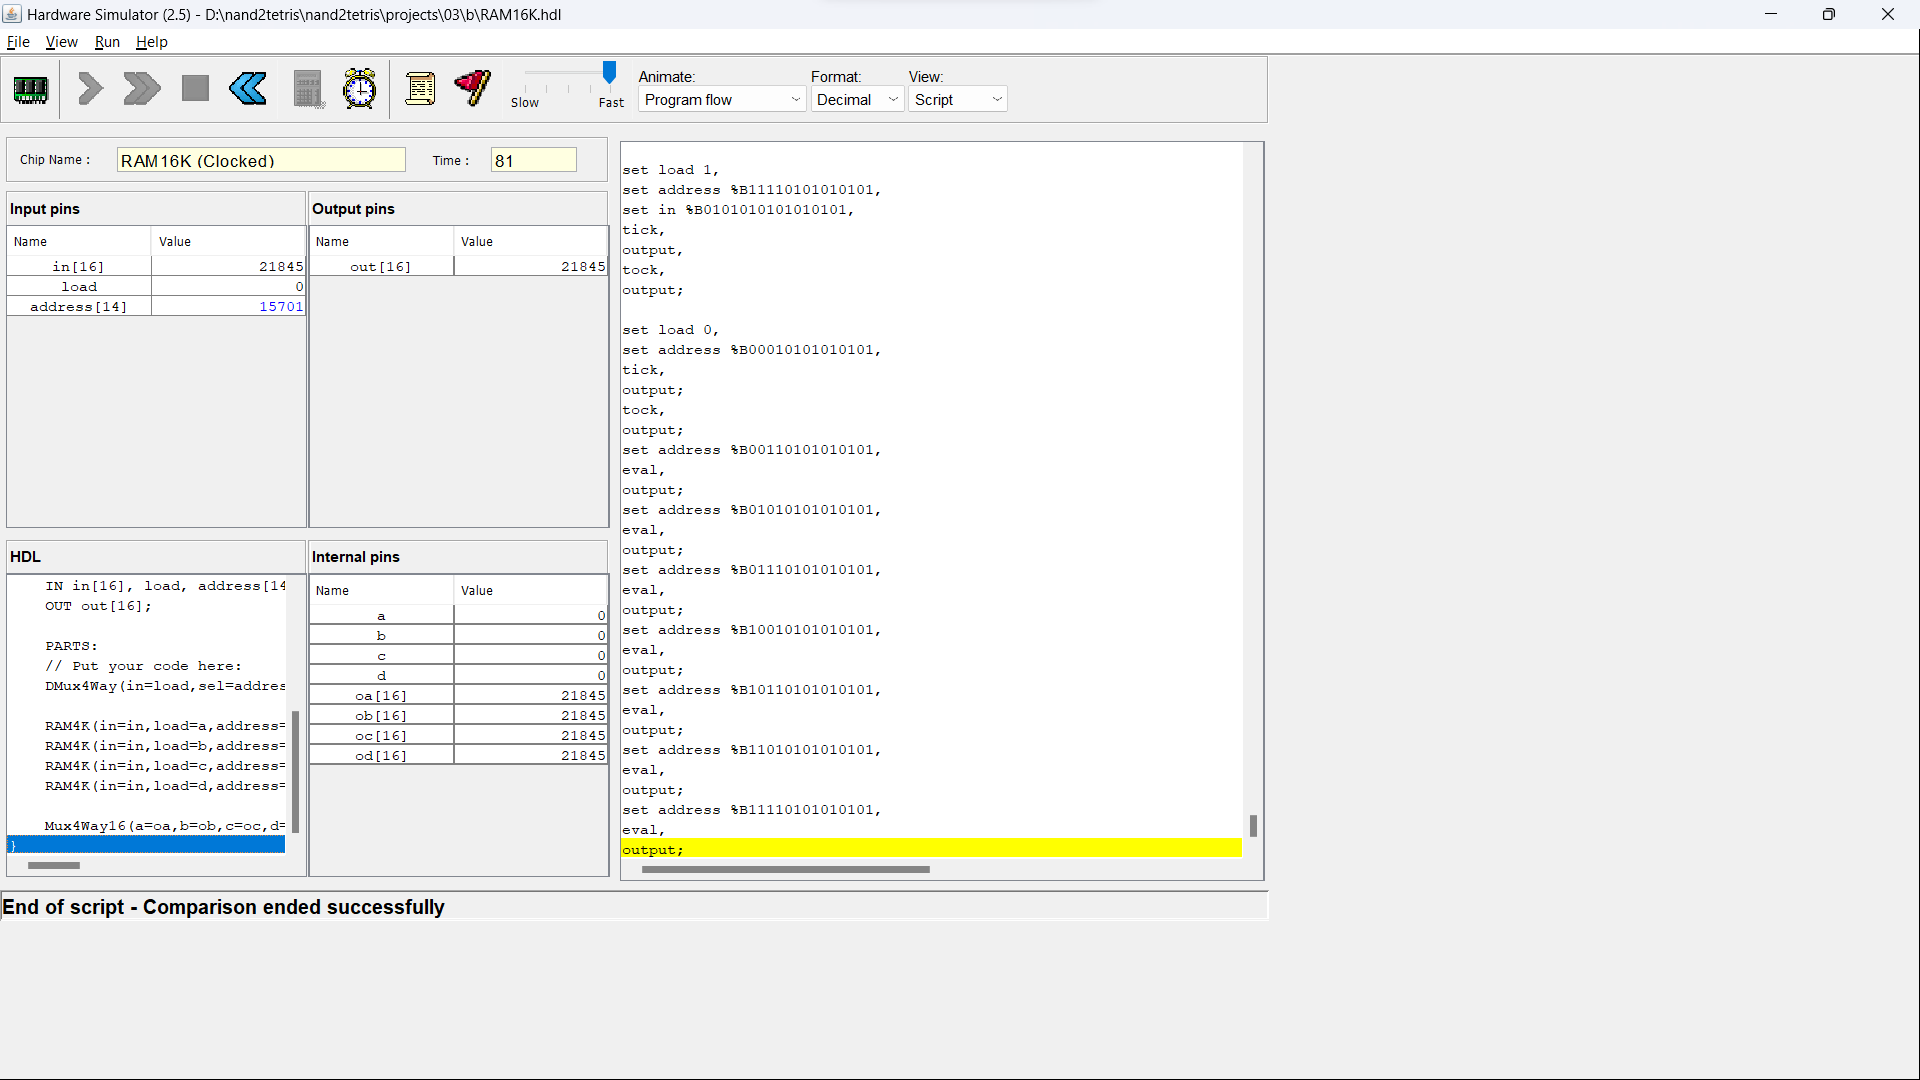 Hardware Simulator (2.5) - D:\nand2tetris\nand2tetris\projects\03\b\RAM16K.hdl
File View Run Help
Slow Fast
Animate: Format: View:
Program flow Decimal Script
Chip Name : RAM16K (Clocked) Time : 81
Input pins
Name Value
in[16] 21845
load 0
address[14] 15701
Output pins
Name Value
out[16] 21845
HDL
IN in[16], load, address[14
OUT out[16];
PARTS:
// Put your code here:
DMux4Way(in=load,sel=addres
RAM4K(in=in,load=a,address=
RAM4K(in=in,load=b,address=
RAM4K(in=in,load=c,address=
RAM4K(in=in,load=d,address=
Mux4Way16(a=oa,b=ob,c=oc,d=
}
Internal pins
Name Value
a 0
b 0
c 0
d 0
oa[16] 21845
ob[16] 21845
oc[16] 21845
od[16] 21845
set load 1,
set address %B11110101010101,
set in %B0101010101010101,
tick,
output,
tock,
output;
set load 0,
set address %B00010101010101,
tick,
output;
tock,
output;
set address %B00110101010101,
eval,
output;
set address %B01010101010101,
eval,
output;
set address %B01110101010101,
eval,
output;
set address %B10010101010101,
eval,
output;
set address %B10110101010101,
eval,
output;
set address %B11010101010101,
eval,
output;
set address %B11110101010101,
eval,
output;
End of script - Comparison ended successfully